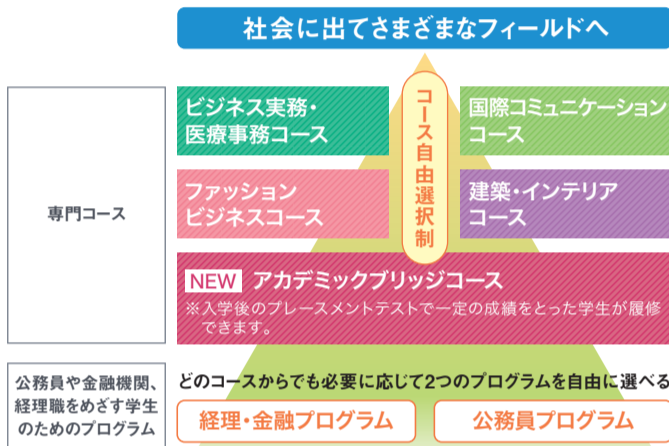 社会に出てさまざまなフィールドへ
専門コース
ビジネス実務・
医療事務コース
コース自由選択制
国際コミュニケーション
コース
ファッション
ビジネスコース
建築・インテリア
コース
NEW アカデミックブリッジコース
※入学後のプレースメントテストで一定の成績をとった学生が履修
できます。
公務員や金融機関、
経理職をめざす学生
のためのプログラム
どのコースからでも必要に応じて2つのプログラムを自由に選べる
経理・金融プログラム
公務員プログラム